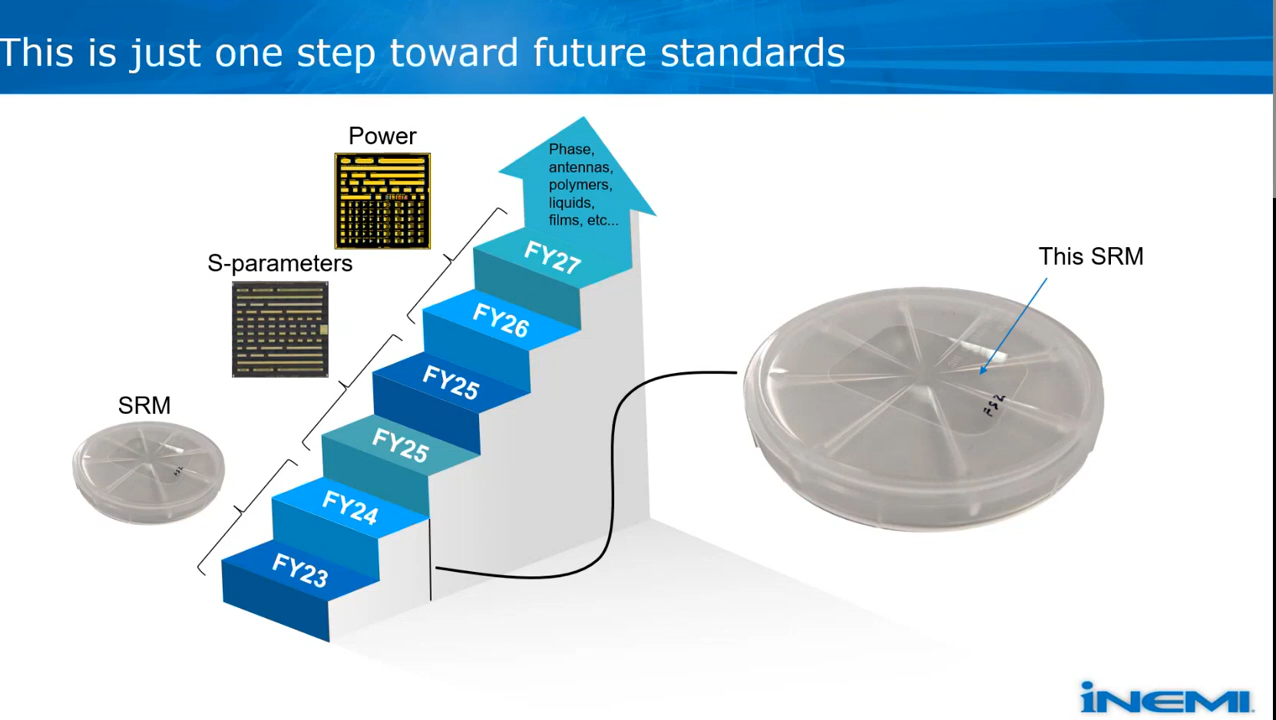 This is just one step toward future standards
Power
Phase,
antennas,
polymers,
liquids,
films, etc...
FY27
S-parameters
FY26
This SRM
FY25
SRM
FY25
FS2
FY24
FY23
iNEMI